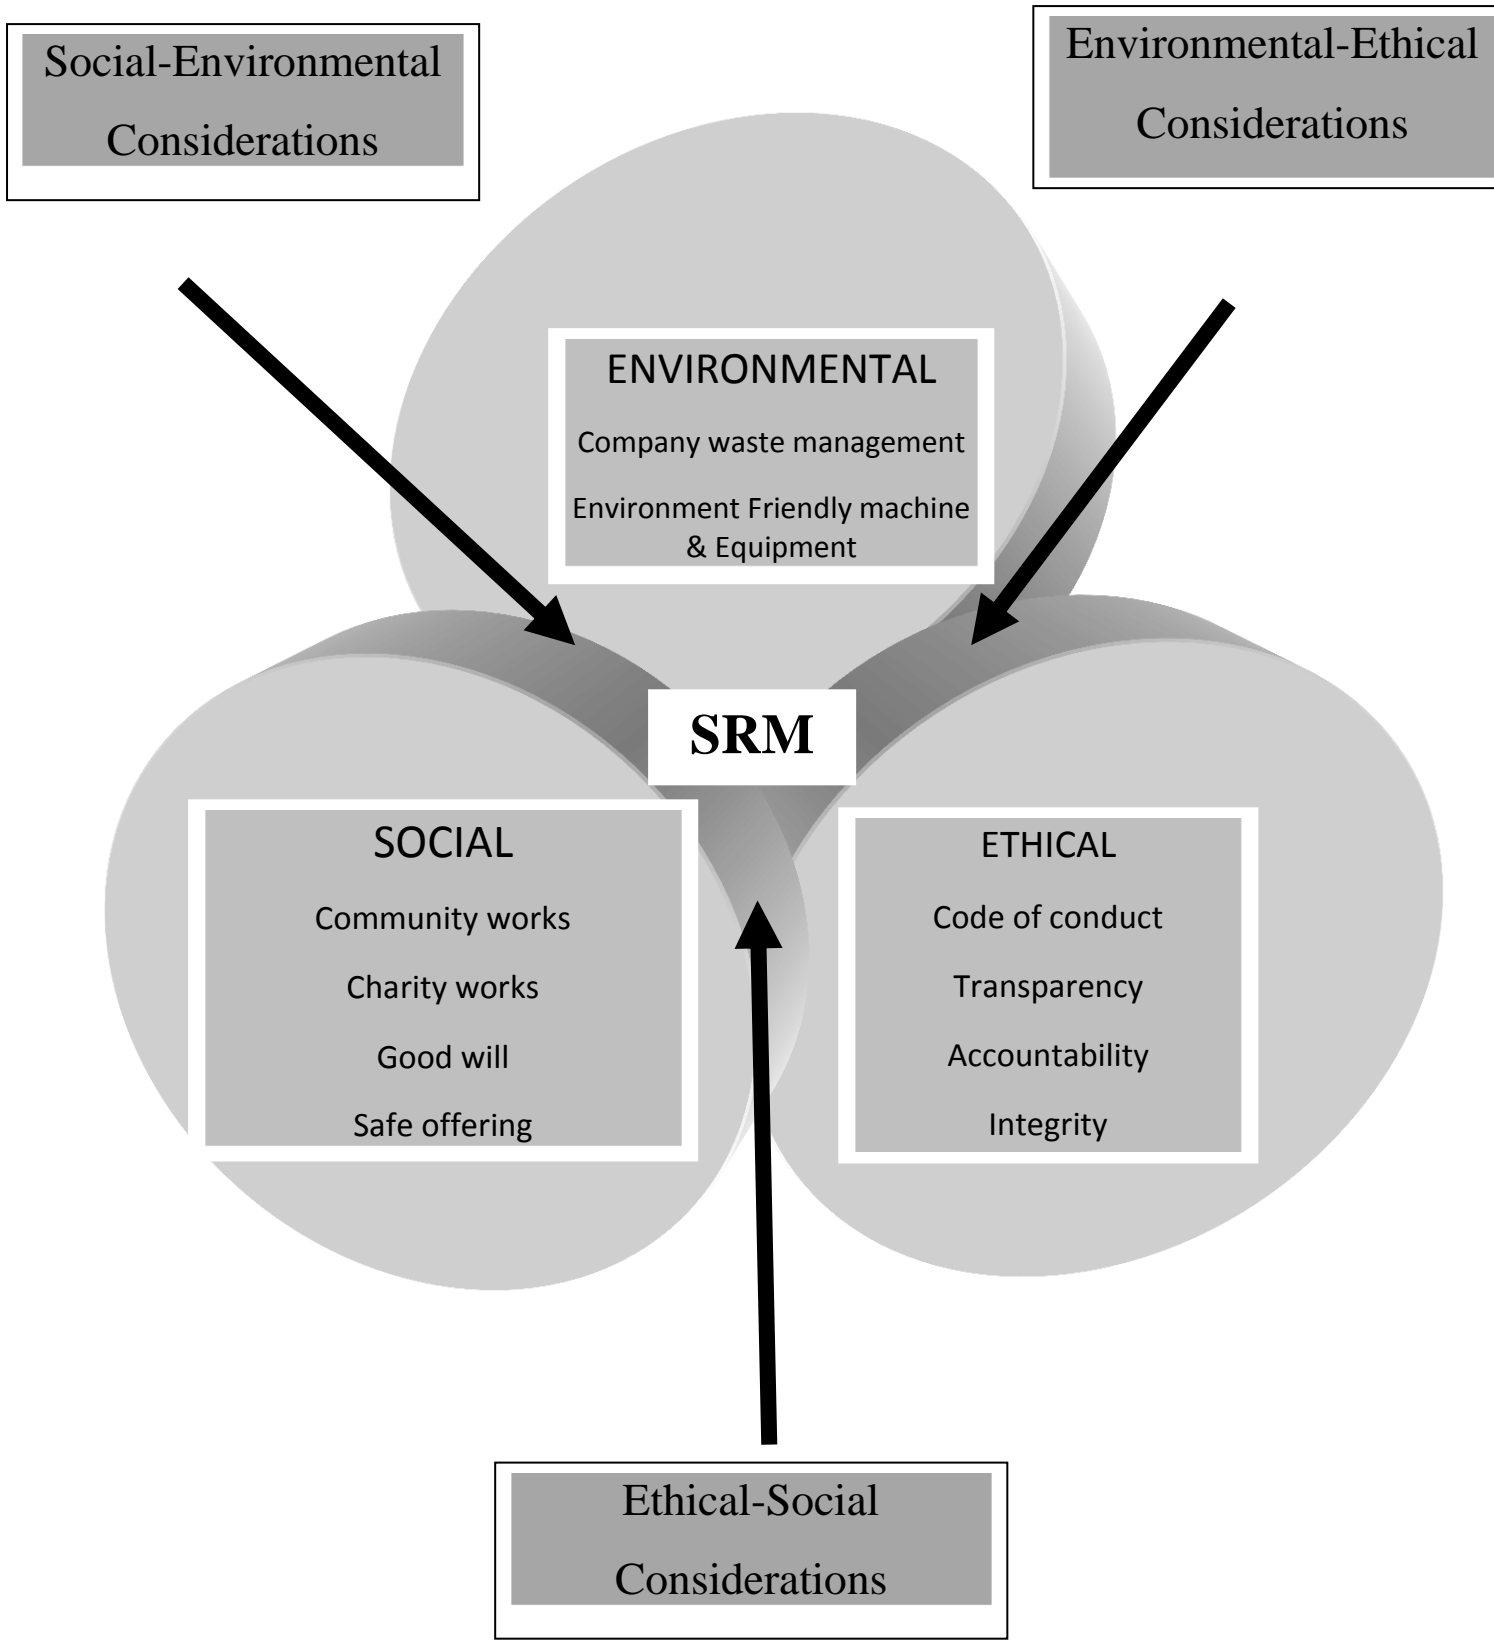 Social-Environmental
Considerations
Environmental-Ethical
Considerations
ENVIRONMENTAL
Company waste management
Environment Friendly machine
& Equipment
SRM
SOCIAL
Community works
Charity works
Good will
Safe offering
ETHICAL
Code of conduct
Transparency
Accountability
Integrity
Ethical-Social
Considerations